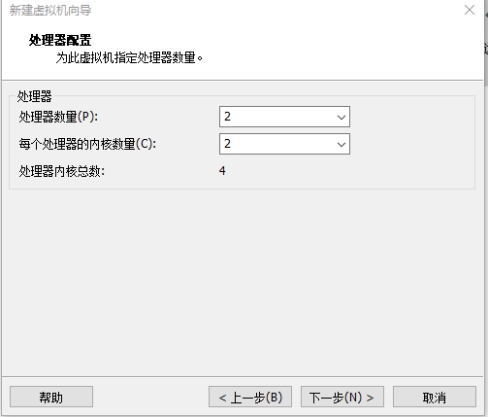 新建虚拟机向导
处理器配置
为此虚拟机指定处理器数量。
处理器
处理器数量(P): 2
每个处理器的内核数量(C): 2
处理器内核总数: 4
帮助 < 上一步(B) 下一步(N) > 取消